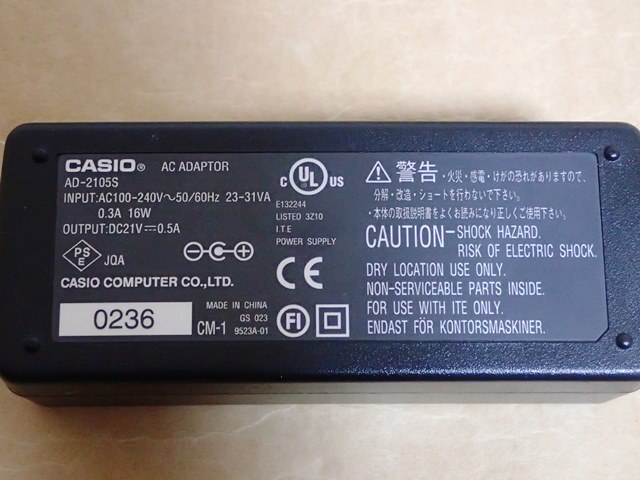 CASIO® AC ADAPTOR
AD-2105S
INPUT:AC100-240V～50/60Hz 23-31VA
0.3A 16W
OUTPUT:DC21V⎓0.5A
PS
E
JQA
CASIO COMPUTER CO.,LTD.
0236
MADE IN CHINA
GS 023
CM-1 9523A-01
C UL US
E132244
LISTED 3Z10
I.T.E
POWER SUPPLY
CE
FI
警告・火災・感電・けがの恐れがありますので、
分解・改造・ショートを行わないで下さい。
・本体の取扱説明書をよくお読みになり正しくご使用下さい。
CAUTION–SHOCK HAZARD.
RISK OF ELECTRIC SHOCK.
DRY LOCATION USE ONLY.
NON-SERVICEABLE PARTS INSIDE.
FOR USE WITH ITE ONLY.
ENDAST FÖR KONTORSMASKINER.